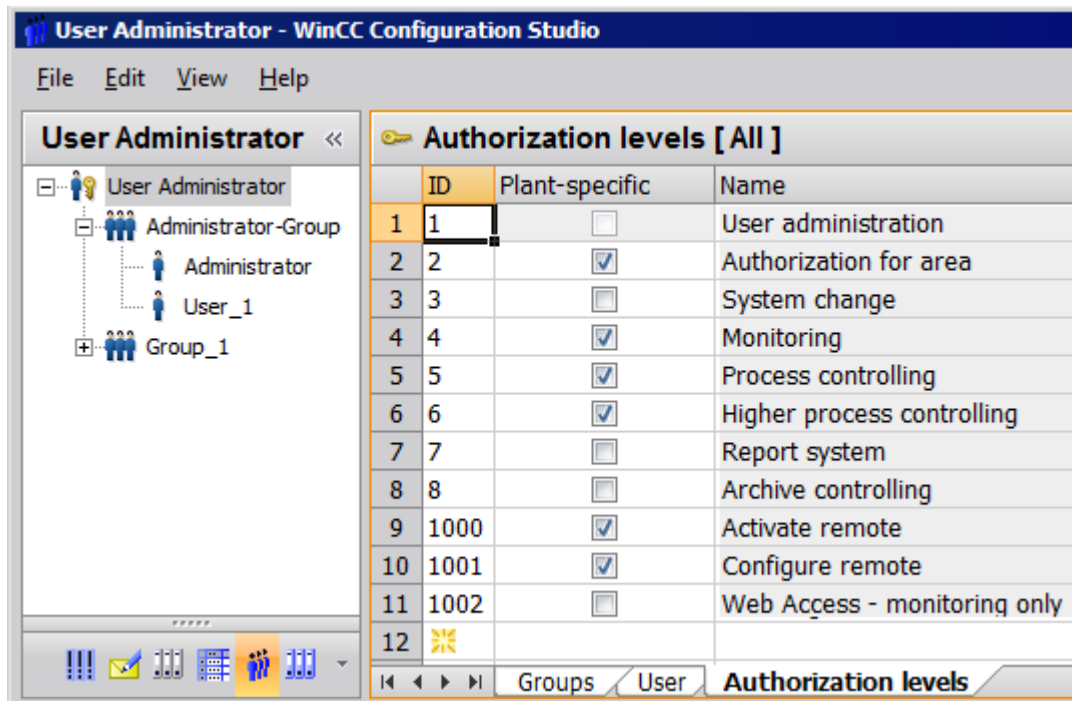 User Administrator - WinCC Configuration Studio
File Edit View Help
User Administrator «
User Administrator
Administrator-Group
Administrator
User_1
Group_1
Authorization levels [ All ]
ID Plant-specific Name
1 1 User administration
2 2 Authorization for area
3 3 System change
4 4 Monitoring
5 5 Process controlling
6 6 Higher process controlling
7 7 Report system
8 8 Archive controlling
9 1000 Activate remote
10 1001 Configure remote
11 1002 Web Access - monitoring only
12
Groups User Authorization levels